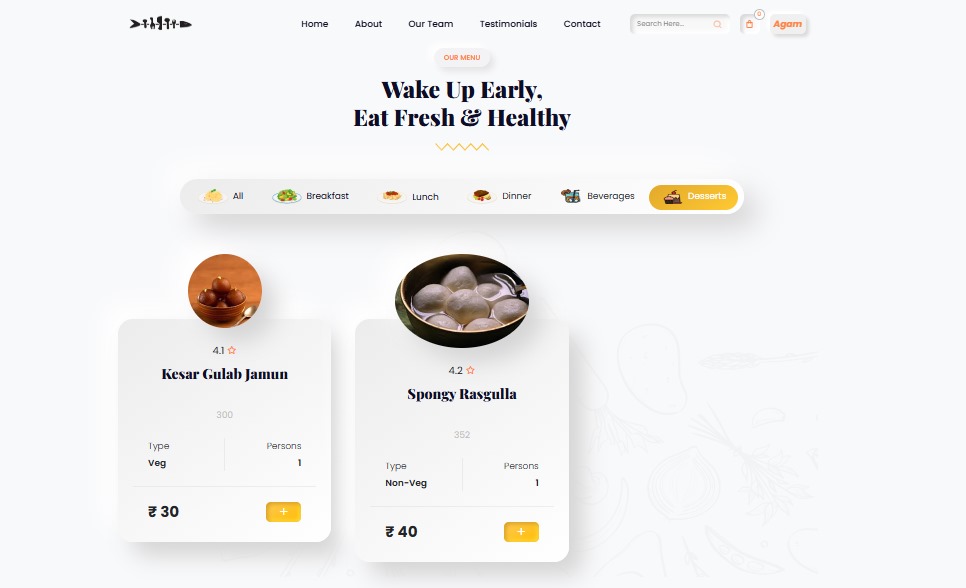 Home About Our Team Testimonials Contact Search Here... 0 Agam
OUR MENU
Wake Up Early,
Eat Fresh & Healthy
All Breakfast Lunch Dinner Beverages Desserts
4.1
Kesar Gulab Jamun
300
Type Persons
Veg 1
₹ 30 +
4.2
Spongy Rasgulla
352
Type Persons
Non-Veg 1
₹ 40 +